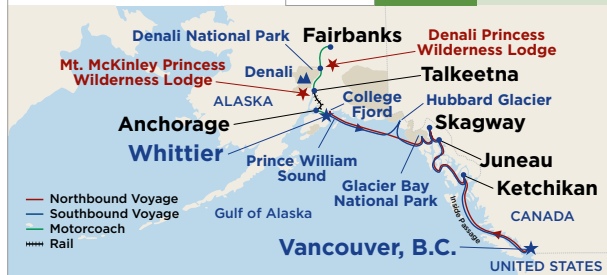 Fairbanks
Denali National Park
Denali Princess
Wilderness Lodge
Mt. McKinley Princess
Wilderness Lodge
Denali
Talkeetna
ALASKA
College
Fjord
Hubbard Glacier
Anchorage
Skagway
Whittier
Prince William
Sound
Juneau
Glacier Bay
National Park
Ketchikan
Northbound Voyage
Southbound Voyage
Motorcoach
Rail
Gulf of Alaska
Inside Passage
CANADA
Vancouver, B.C.
UNITED STATES